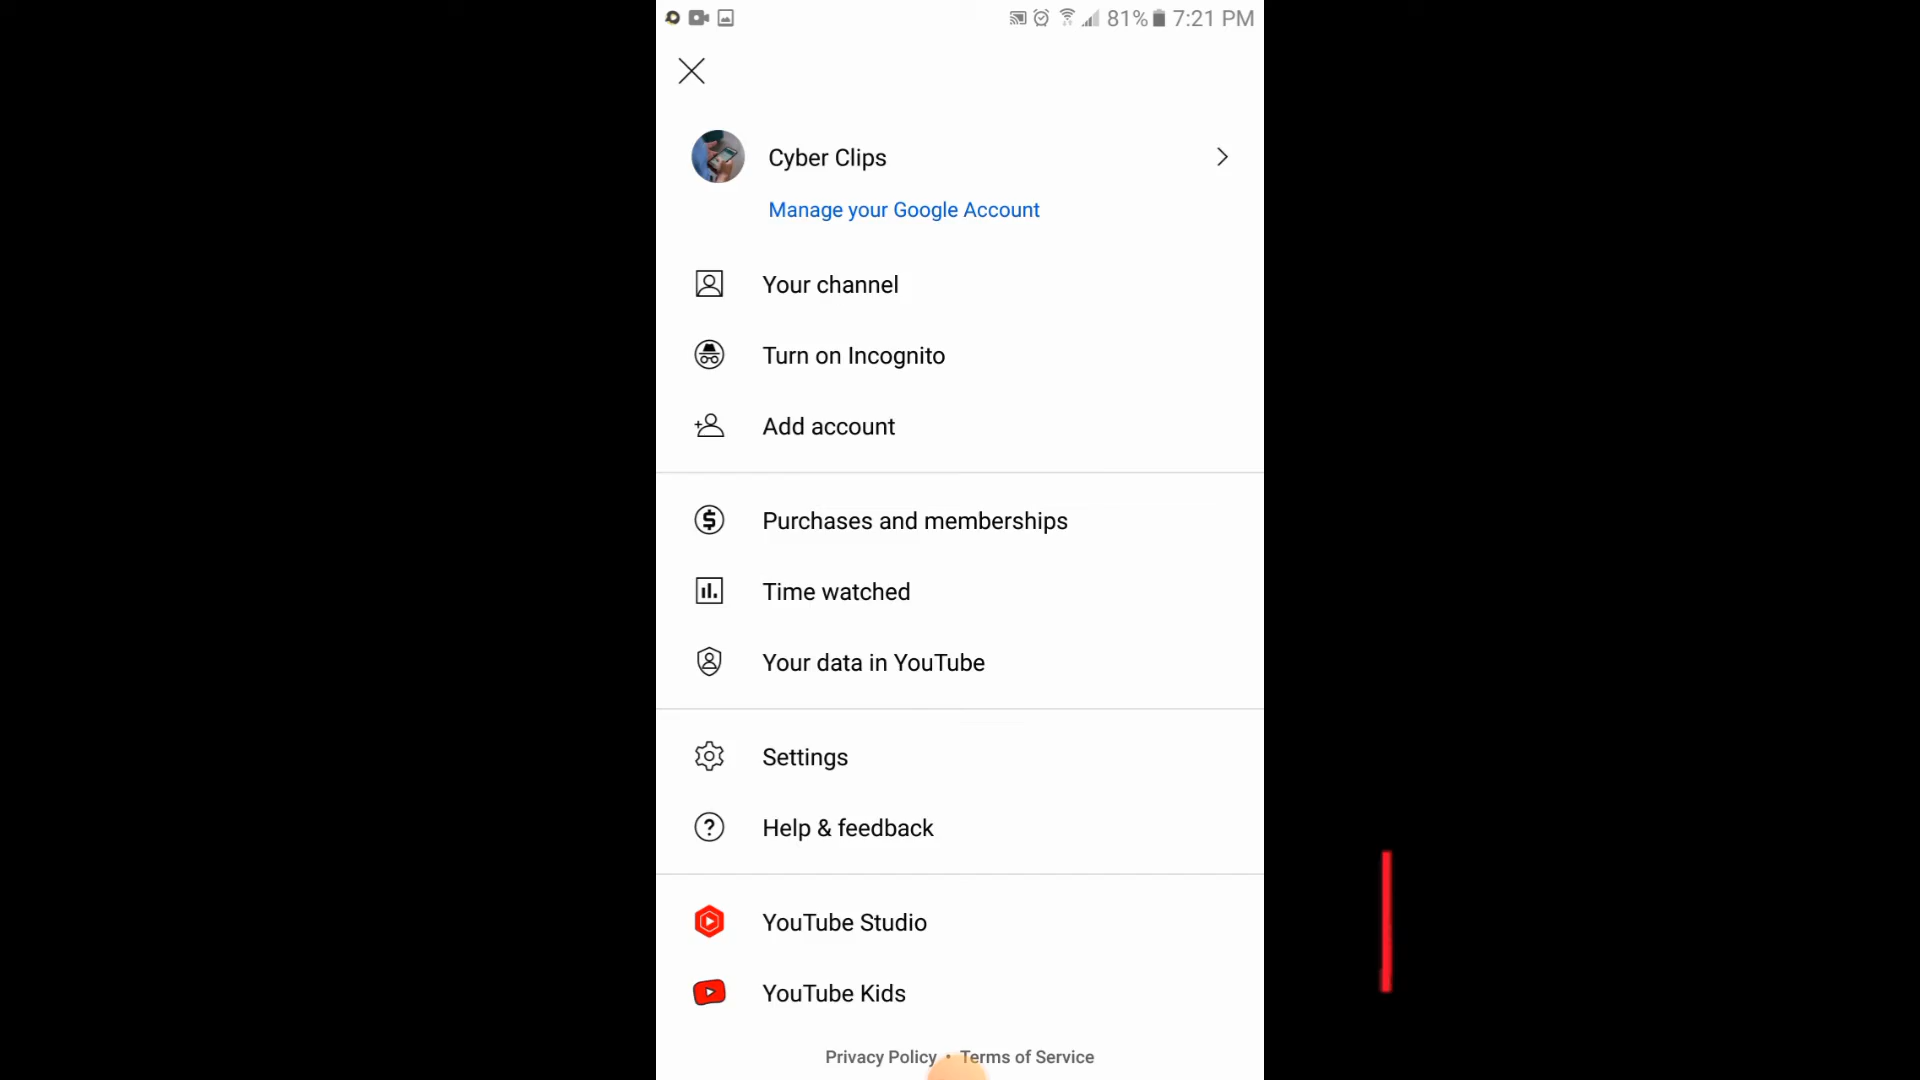 81% 7:21 PM
Cyber Clips
Manage your Google Account
Your channel
Turn on Incognito
Add account
Purchases and memberships
Time watched
Your data in YouTube
Settings
Help & feedback
YouTube Studio
YouTube Kids
Privacy Policy • Terms of Service